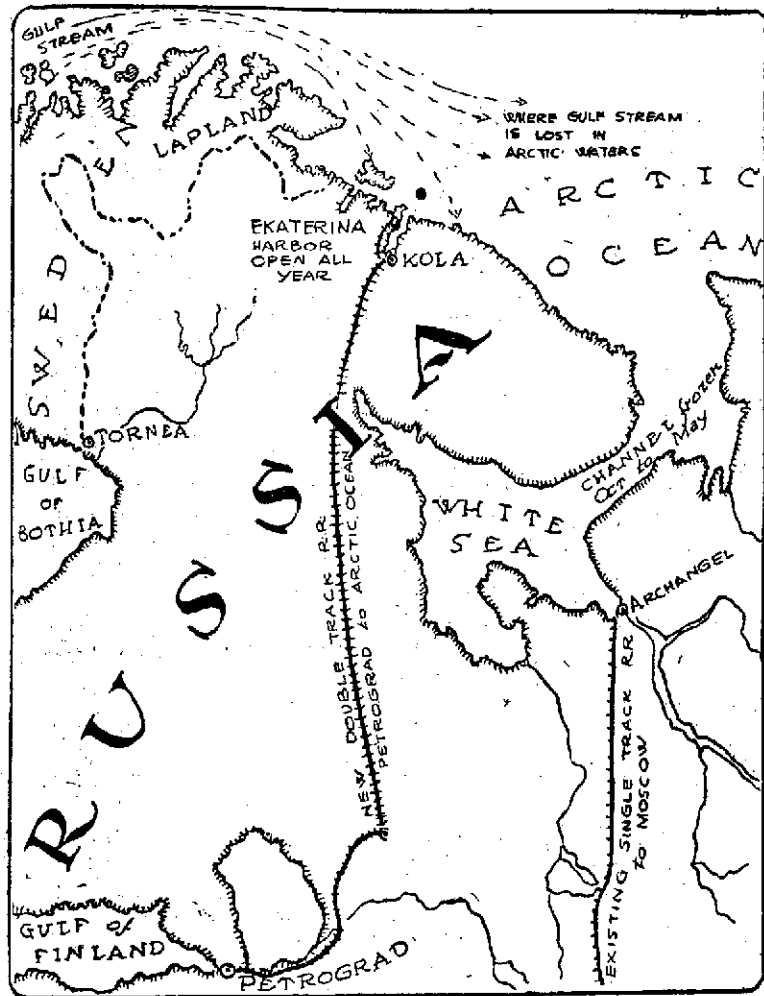 GULF
STREAM
WHERE GULF STREAM
IS LOST IN
ARCTIC WATERS
LAPLAND
ARCTIC
OCEAN
EKATERINA
HARBOR
OPEN ALL
YEAR
KOLA
SWEDEN
TORNEA
GULF
OF
BOTHIA
RUSSIA
CHANNEL frozen
Oct to May
WHITE
SEA
ARCHANGEL
NEW DOUBLE TRACK R.R.
PETROGRAD to ARCTIC OCEAN
EXISTING SINGLE TRACK R.R
to MOSCOW
GULF of
FINLAND
PETROGRAD